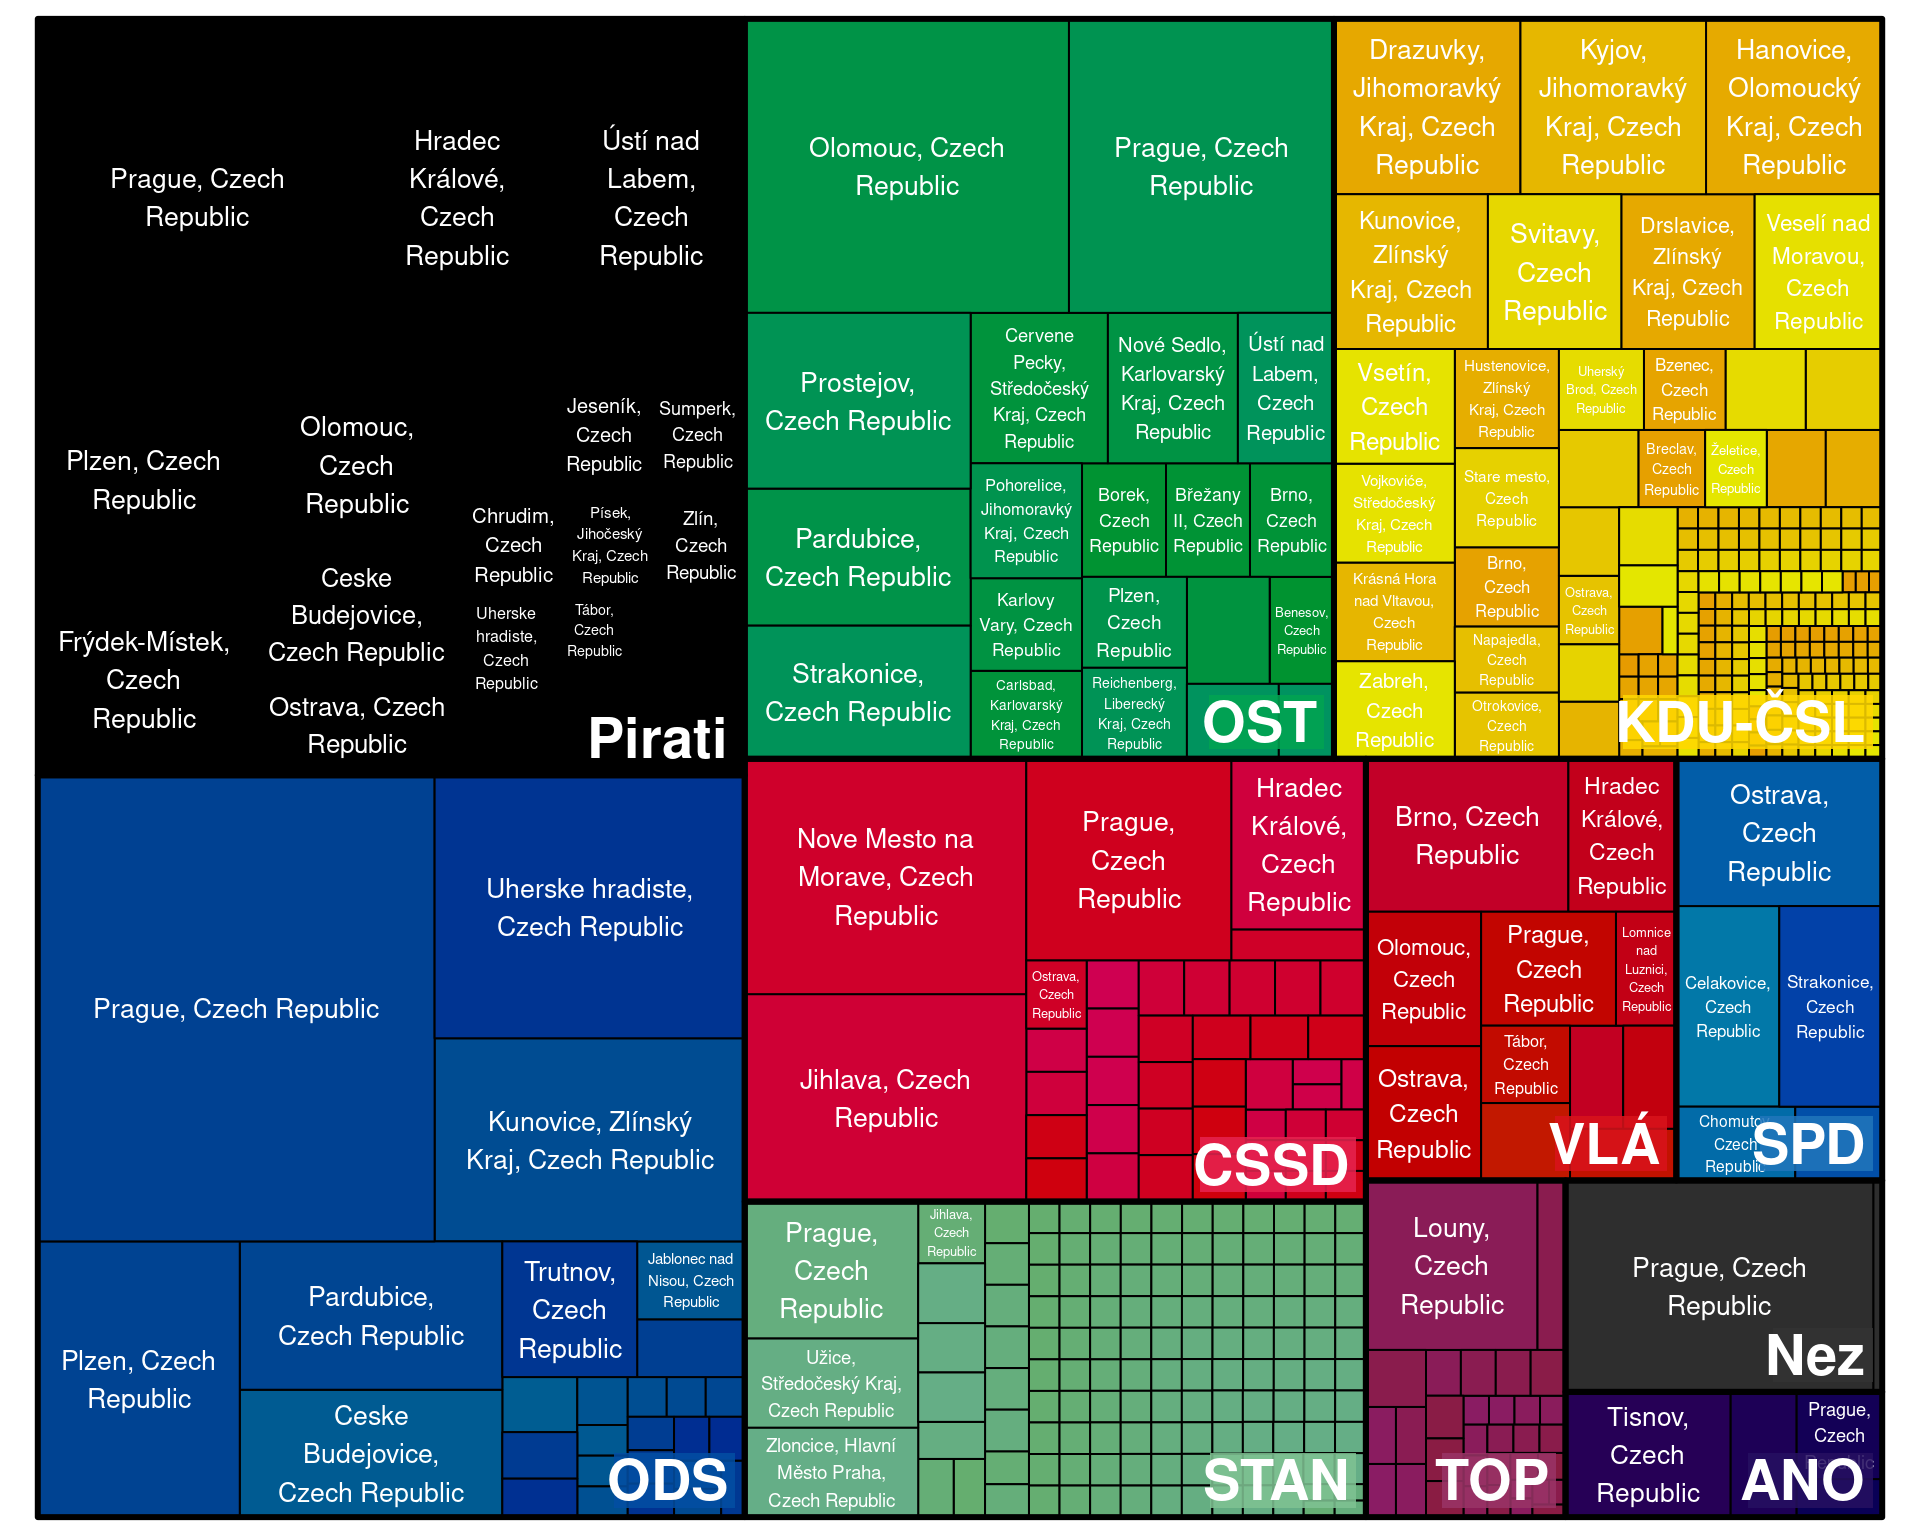 Prague, Czech
Republic
Hradec
Králové,
Czech
Republic
Ústí nad
Labem,
Czech
Republic
Plzen, Czech
Republic
Olomouc,
Czech
Republic
Jeseník,
Czech
Republic
Sumperk,
Czech
Republic
Chrudim,
Czech
Republic
Písek,
Jihočeský
Kraj, Czech
Republic
Zlín,
Czech
Republic
Frýdek-Místek,
Czech
Republic
Ceske
Budejovice,
Czech Republic
Uherske
hradiste,
Czech
Republic
Tábor,
Czech
Republic
Ostrava, Czech
Republic
Pirati
Olomouc, Czech
Republic
Prague, Czech
Republic
Prostejov,
Czech Republic
Cervene
Pecky,
Středočeský
Kraj, Czech
Republic
Nové Sedlo,
Karlovarský
Kraj, Czech
Republic
Ústí nad
Labem,
Czech
Republic
Pardubice,
Czech Republic
Pohorelice,
Jihomoravký
Kraj, Czech
Republic
Borek,
Czech
Republic
Břežany
II, Czech
Republic
Brno,
Czech
Republic
Strakonice,
Czech Republic
Karlovy
Vary, Czech
Republic
Plzen,
Czech
Republic
Benesov,
Czech
Republic
Carlsbad,
Karlovarský
Kraj, Czech
Republic
Reichenberg,
Liberecký
Kraj, Czech
Republic
OST
Drazuvky,
Jihomoravký
Kraj, Czech
Republic
Kyjov,
Jihomoravký
Kraj, Czech
Republic
Hanovice,
Olomoucký
Kraj, Czech
Republic
Kunovice,
Zlínský
Kraj, Czech
Republic
Svitavy,
Czech
Republic
Drslavice,
Zlínský
Kraj, Czech
Republic
Veselí nad
Moravou,
Czech
Republic
Vsetín,
Czech
Republic
Hustenovice,
Zlínský
Kraj, Czech
Republic
Uherský
Brod, Czech
Republic
Bzenec,
Czech
Republic
Vojkoviće,
Středočeský
Kraj, Czech
Republic
Stare mesto,
Czech
Republic
Breclav,
Czech
Republic
Želetice,
Czech
Republic
Krásná Hora
nad Vltavou,
Czech
Republic
Brno,
Czech
Republic
Ostrava,
Czech
Republic
Zabreh,
Czech
Republic
Napajedla,
Czech
Republic
Otrokovice,
Czech
Republic
KDU-ČSL
Prague, Czech Republic
Uherske hradiste,
Czech Republic
Kunovice, Zlínský
Kraj, Czech Republic
Plzen, Czech
Republic
Pardubice,
Czech Republic
Trutnov,
Czech
Republic
Jablonec nad
Nisou, Czech
Republic
Ceske
Budejovice,
Czech Republic
ODS
Nove Mesto na
Morave, Czech
Republic
Prague,
Czech
Republic
Hradec
Králové,
Czech
Republic
Jihlava, Czech
Republic
Ostrava,
Czech
Republic
CSSD
Prague,
Czech
Republic
Jihlava,
Czech
Republic
Užice,
Středočeský Kraj,
Czech Republic
Zloncice, Hlavní
Město Praha,
Czech Republic
STAN
Brno, Czech
Republic
Hradec
Králové,
Czech
Republic
Olomouc,
Czech
Republic
Prague,
Czech
Republic
Lomnice
nad
Luznici,
Czech
Republic
Ostrava,
Czech
Republic
Tábor,
Czech
Republic
VLÁ
Ostrava,
Czech
Republic
Celakovice,
Czech
Republic
Strakonice,
Czech
Republic
Czech
SPD
Louny,
Czech
Republic
TOP
Prague, Czech
Republic
Nez
Tisnov,
Czech
Republic
Prague,
Czech
Republic
ANO